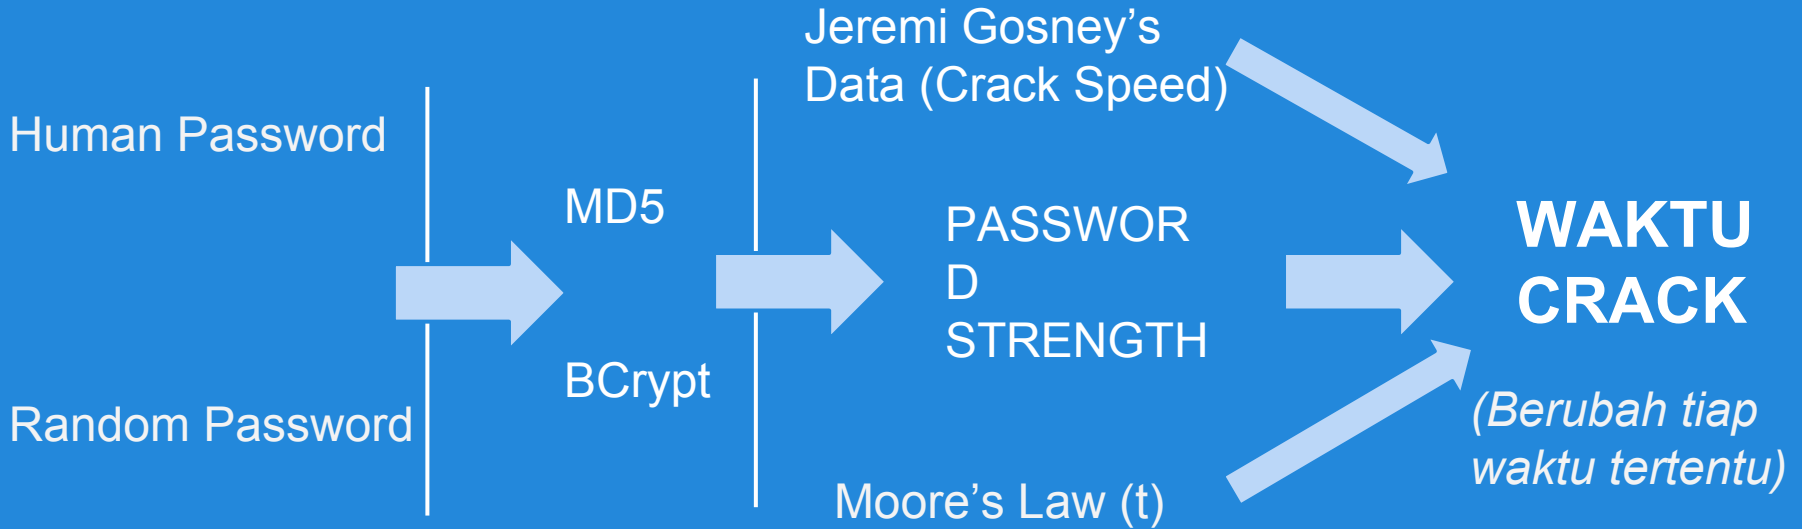 Human Password
Random Password
MD5
BCrypt
Jeremi Gosney’s
Data (Crack Speed)
PASSWOR
D
STRENGTH
Moore’s Law (t)
WAKTU
CRACK
(Berubah tiap
waktu tertentu)